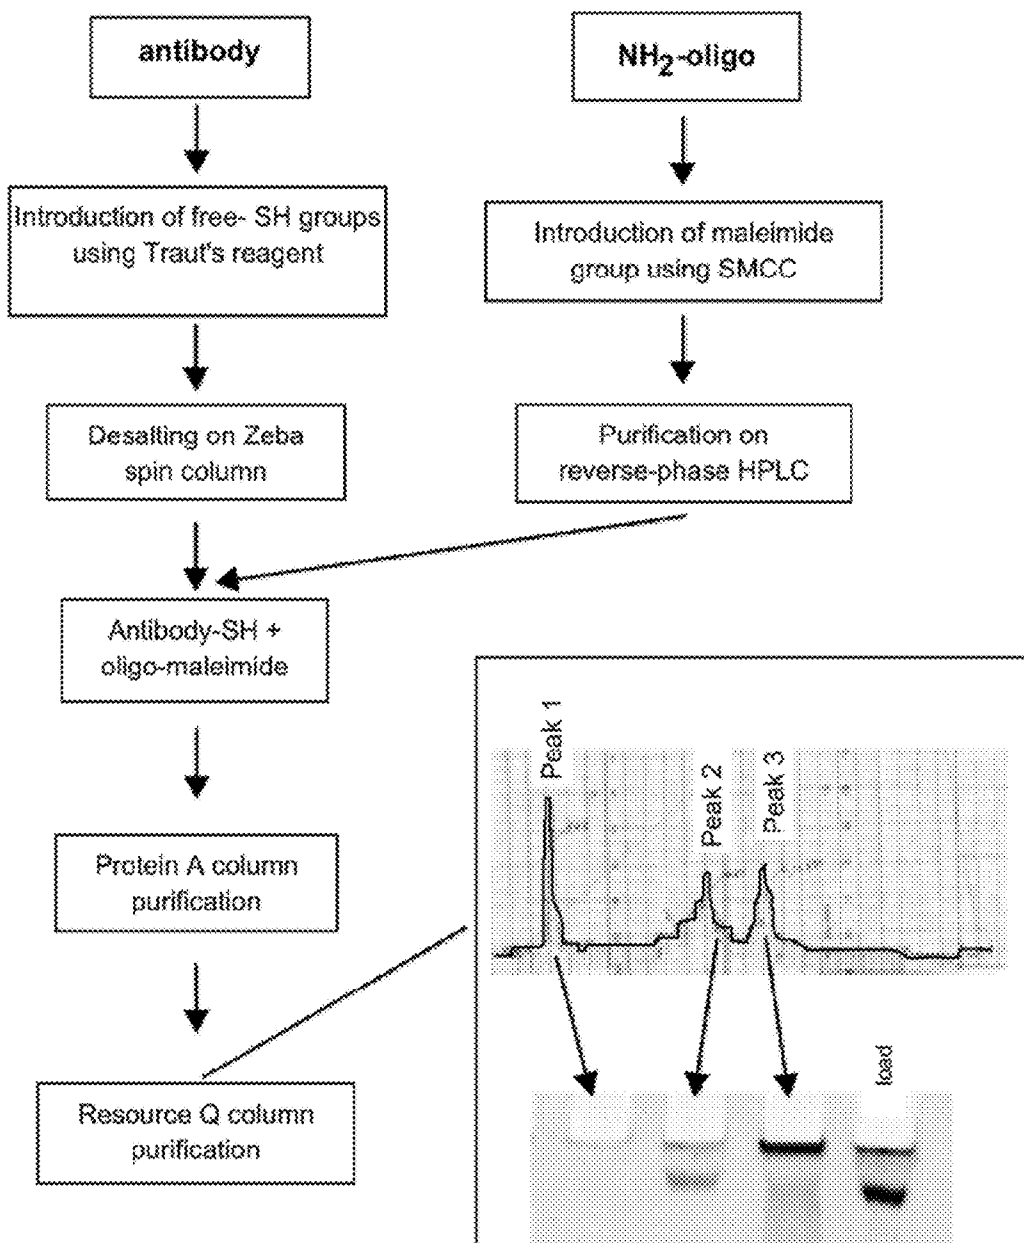 antibody
NH2-oligo
Introduction of free- SH groups
using Traut's reagent
Introduction of maleimide
group using SMCC
Desalting on Zeba
spin column
Purification on
reverse-phase HPLC
Antibody-SH +
oligo-maleimide
Protein A column
purification
Resource Q column
purification
Peak 1
Peak 2
Peak 3
load